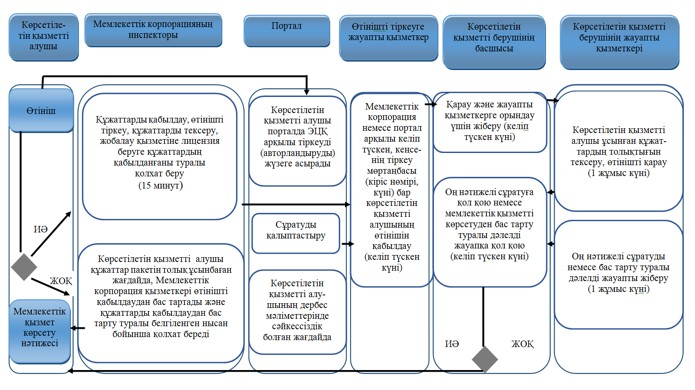 Көрсетіле-
тін қызметті
алушы
Мемлекеттік корпорацияның
инспекторы
Портал
Өтінішті тіркеуге
жауапты қызметкер
Көрсетілетін
қызметті берушінің
басшысы
Көрсетілетін қызметті
берушінің жауапты
қызметкері
Өтініш
ИӘ
ЖОҚ
Мемлекеттік
қызмет
көрсету
нәтижесі
Құжаттарды қабылдау, өтінішті
тіркеу, құжаттарды тексеру,
жобалау қызметіне лицензия
беруге құжаттардың
қабылданғаны туралы
қолхат беру
(15 минут)
Көрсетілетін қызметті алушы
құжаттар пакетін толық ұсынбаған
жағдайда, Мемлекеттік
корпорация қызметкері өтінішті
қабылдаудан бас тартады және
құжаттарды қабылдаудан бас
тарту туралы белгіленген нысан
бойынша қолхат береді
Көрсетілетін
қызметті алушы
порталда ЭЦҚ
арқылы тіркеуді
(авторландыруды)
жүзеге асырады
Сұратуды
қалыптастыру
Көрсетілетін
қызметті алу-
шының дербес
мәліметтерінде
сәйкессіздік
болған жағдайда
Мемлекеттік
корпорация
немесе портал
арқылы келіп
түскен, кеңсе-
нің тіркеу
мөртаңбасы
(кіріс нөмірі,
күні) бар
көрсетілетін
қызметті
алушының
өтінішін
қабылдау
(келіп түскен
күні)
Қарау және жауапты
қызметкерге орындау
үшін жіберу (келіп
түскен күні)
Оң нәтижелі сұратуға
қол қою немесе
мемлекеттік қызметті
көрсетуден бас тарту
туралы дәлелді
жауапқа қол қою
(келіп түскен күні)
ИӘ
ЖОҚ
Көрсетілетін қызметті
алушы ұсынған құжат-
тардың толықтығын
тексеру, өтінішті қарау
(1 жұмыс күні)
Оң нәтижелі сұратуды
немесе бас тарту туралы
дәлелді жауапты жіберу
(1 жұмыс күні)